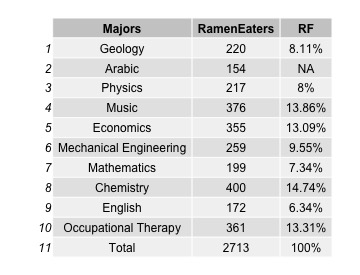 Majors RamenEaters RF
1 Geology 220 8.11%
2 Arabic 154 NA
3 Physics 217 8%
4 Music 376 13.86%
5 Economics 355 13.09%
6 Mechanical Engineering 259 9.55%
7 Mathematics 199 7.34%
8 Chemistry 400 14.74%
9 English 172 6.34%
10 Occupational Therapy 361 13.31%
11 Total 2713 100%